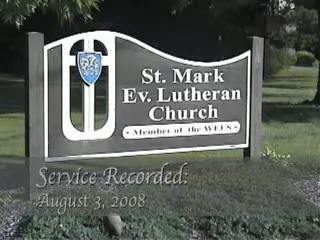 St. Mark
Ev. Lutheran
Church
• Member of the WELS •
Service Recorded:
August 3, 2008